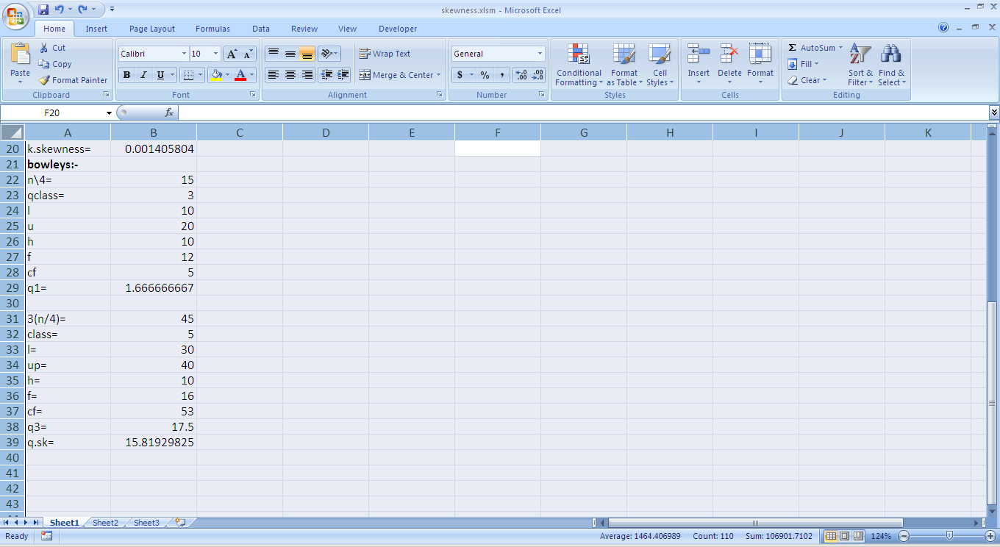 skewness.xlsm - Microsoft Excel
Home Insert Page Layout Formulas Data Review View Developer
Paste
Cut
Copy
Format Painter
Clipboard
Calibri 10 A A
B I U A
Font
Wrap Text
Merge & Center
Alignment
General
$ % , .00 .00
Number
Conditional Formatting
Format as Table
Cell Styles
Styles
Insert Delete Format
Cells
Σ AutoSum
Fill
Clear
Sort & Filter
Find & Select
Editing
F20 fx
A B C D E F G H I J K
20 k.skewness= 0.001405804
21 bowleys:-
22 n\4= 15
23 qclass= 3
24 l 10
25 u 20
26 h 10
27 f 12
28 cf 5
29 q1= 1.666666667
30
31 3(n/4)= 45
32 class= 5
33 l= 30
34 up= 40
35 h= 10
36 f= 16
37 cf= 53
38 q3= 17.5
39 q.sk= 15.81929825
40
41
42
43
Sheet1 Sheet2 Sheet3
Ready Average: 1464.406989 Count: 110 Sum: 106901.7102 124%